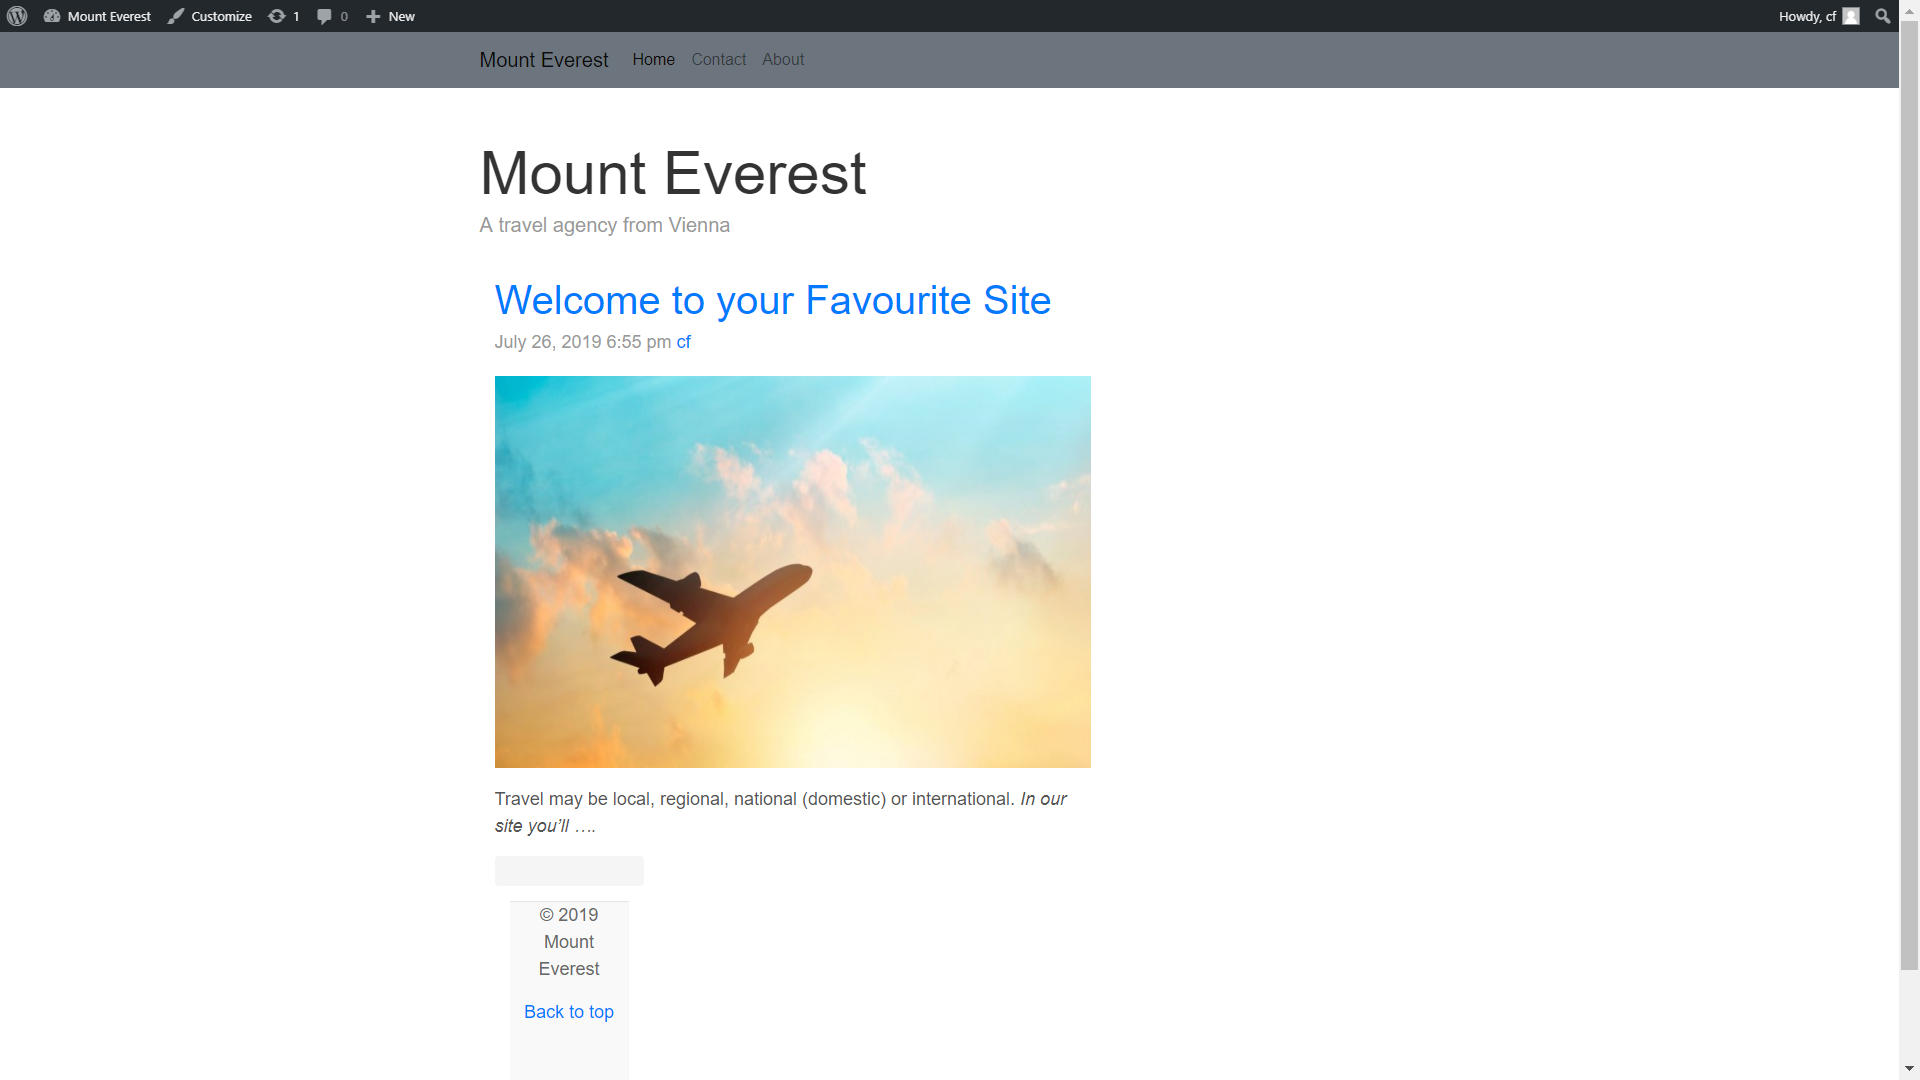 Mount Everest Customize 1 0 New Howdy, cf
Mount Everest Home Contact About
Mount Everest
A travel agency from Vienna
Welcome to your Favourite Site
July 26, 2019 6:55 pm cf
Travel may be local, regional, national (domestic) or international. In our
site you’ll ….
© 2019
Mount
Everest
Back to top